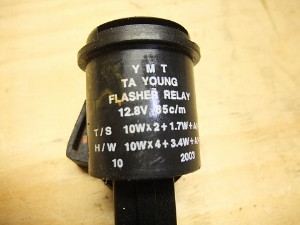 Y M T
TA YOUNG
FLASHER RELAY
12.8V 85c/m
T/S 10W×2+1.7W+A/
H/W 10W×4+3.4W+A/
10 2003